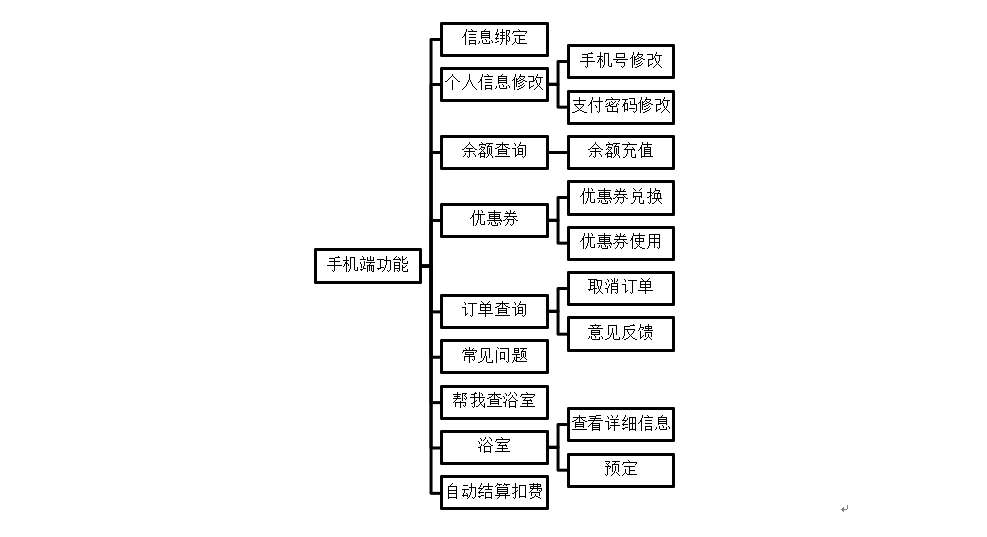 信息绑定
手机号修改
个人信息修改
支付密码修改
余额查询
余额充值
优惠券兑换
优惠券
优惠券使用
手机端功能
取消订单
订单查询
意见反馈
常见问题
帮我查浴室
查看详细信息
浴室
预定
自动结算扣费